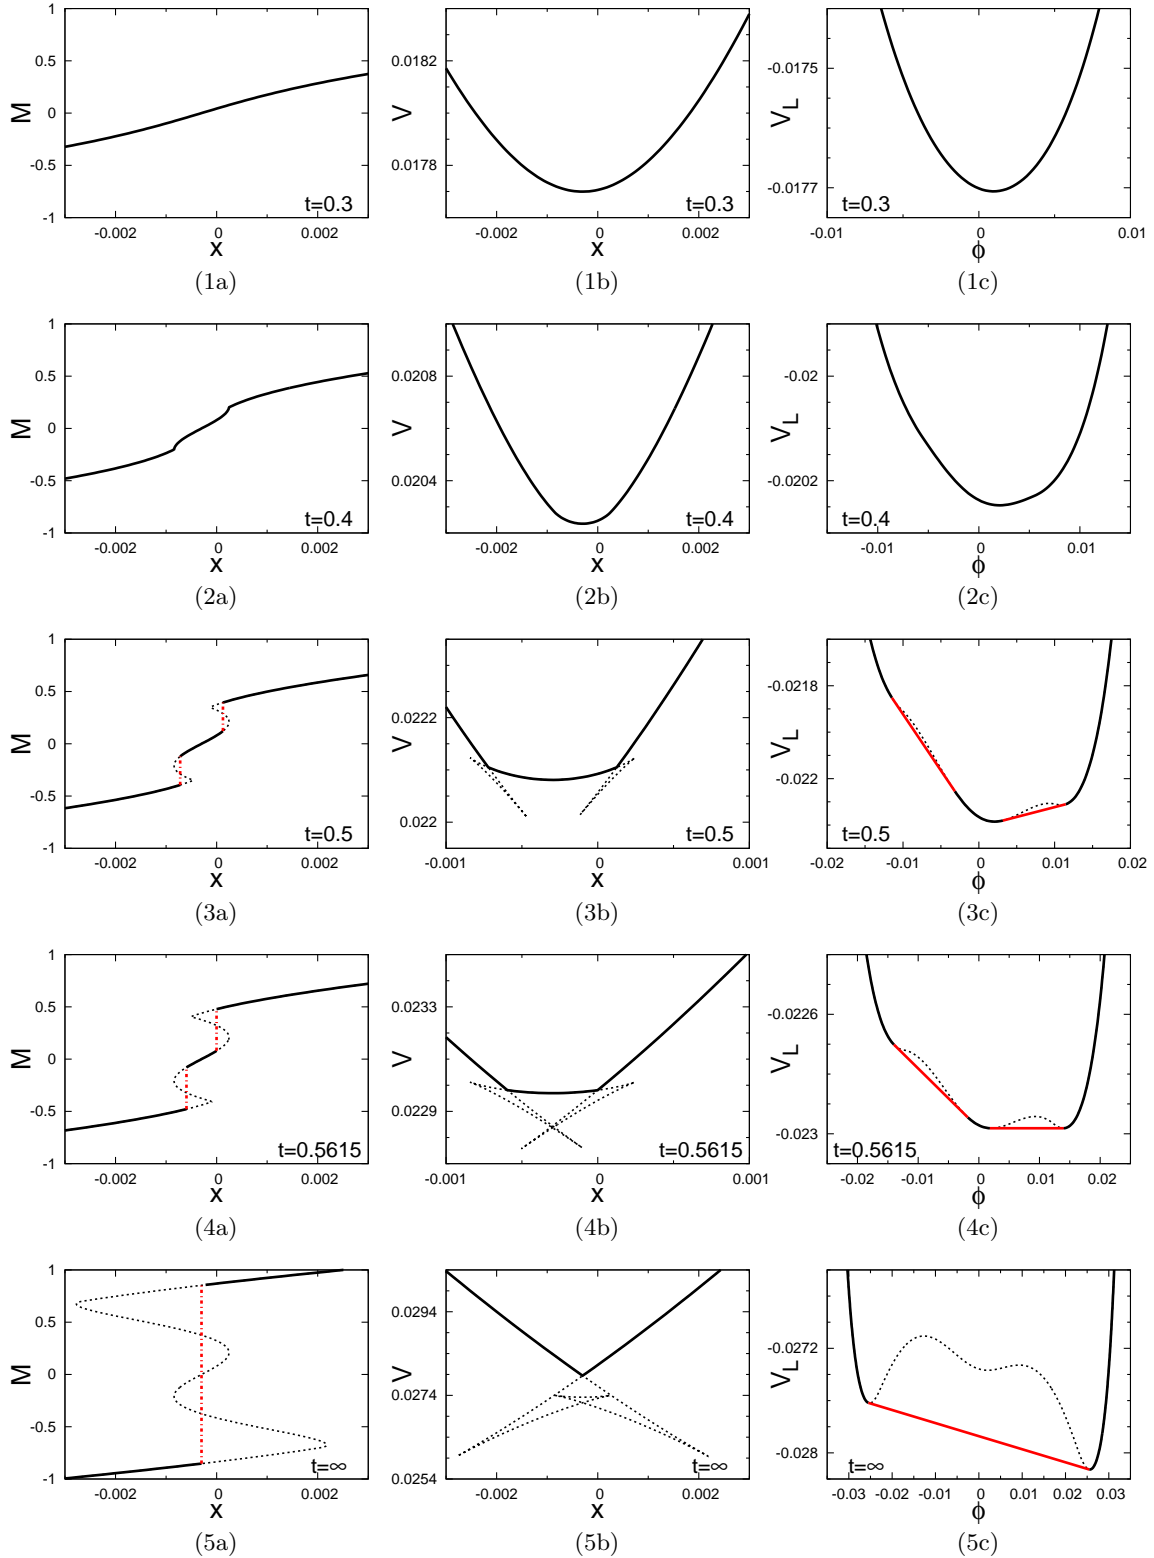 1
0.5
0
-0.5
-1
M
-0.002 0 0.002
x
t=0.3
(1a)
0.0182
0.0178
V
-0.002 0 0.002
x
t=0.3
(1b)
-0.0175
-0.0177
V_L
-0.01 0 0.01
ϕ
t=0.3
(1c)
1
0.5
0
-0.5
-1
M
-0.002 0 0.002
x
t=0.4
(2a)
0.0208
0.0204
V
-0.002 0 0.002
x
t=0.4
(2b)
-0.02
-0.0202
V_L
-0.01 0 0.01
ϕ
t=0.4
(2c)
1
0.5
0
-0.5
-1
M
-0.002 0 0.002
x
t=0.5
(3a)
0.0222
0.022
V
-0.001 0 0.001
x
t=0.5
(3b)
-0.0218
-0.022
V_L
-0.02 -0.01 0 0.01 0.02
ϕ
t=0.5
(3c)
1
0.5
0
-0.5
-1
M
-0.002 0 0.002
x
t=0.5615
(4a)
0.0233
0.0229
V
-0.001 0 0.001
x
t=0.5615
(4b)
-0.0226
-0.023
V_L
-0.02 -0.01 0 0.01 0.02
ϕ
t=0.5615
(4c)
1
0.5
0
-0.5
-1
M
-0.002 0 0.002
x
t=∞
(5a)
0.0294
0.0274
0.0254
V
-0.002 0 0.002
x
t=∞
(5b)
-0.0272
-0.028
V_L
-0.03 -0.02 -0.01 0 0.01 0.02 0.03
ϕ
t=∞
(5c)